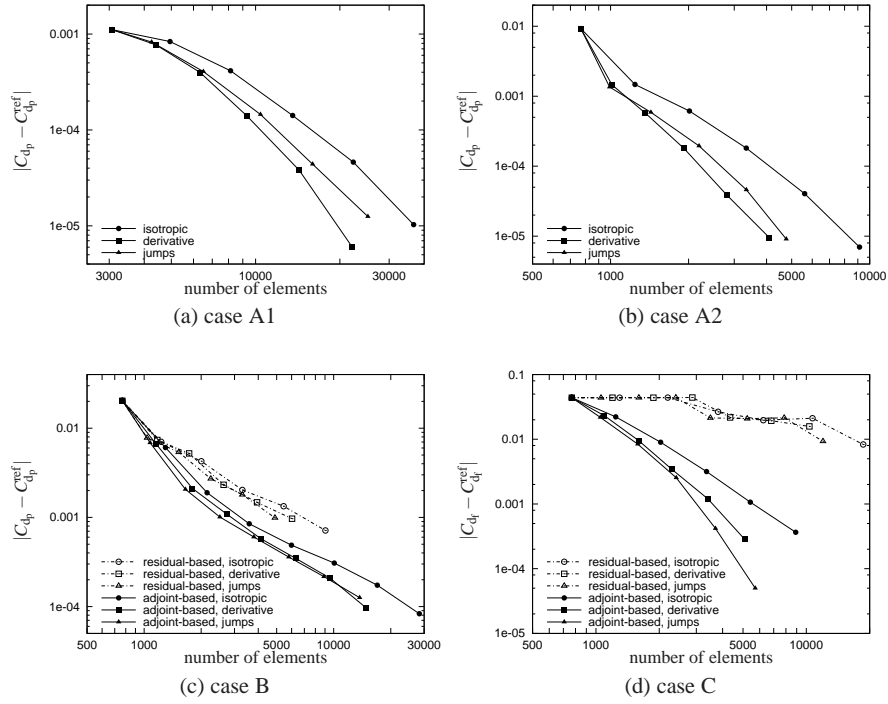 0.001
1e-04
1e-05
|C_dp − C_dp^ref|
isotropic
derivative
jumps
3000 10000 30000
number of elements
(a) case A1
0.01
0.001
1e-04
1e-05
|C_dp − C_dp^ref|
isotropic
derivative
jumps
500 1000 5000 10000
number of elements
(b) case A2
0.01
0.001
1e-04
|C_dp − C_dp^ref|
residual-based, isotropic
residual-based, derivative
residual-based, jumps
adjoint-based, isotropic
adjoint-based, derivative
adjoint-based, jumps
500 1000 5000 10000 30000
number of elements
(c) case B
0.1
0.01
0.001
1e-04
1e-05
|C_df − C_df^ref|
residual-based, isotropic
residual-based, derivative
residual-based, jumps
adjoint-based, isotropic
adjoint-based, derivative
adjoint-based, jumps
500 1000 5000 10000
number of elements
(d) case C